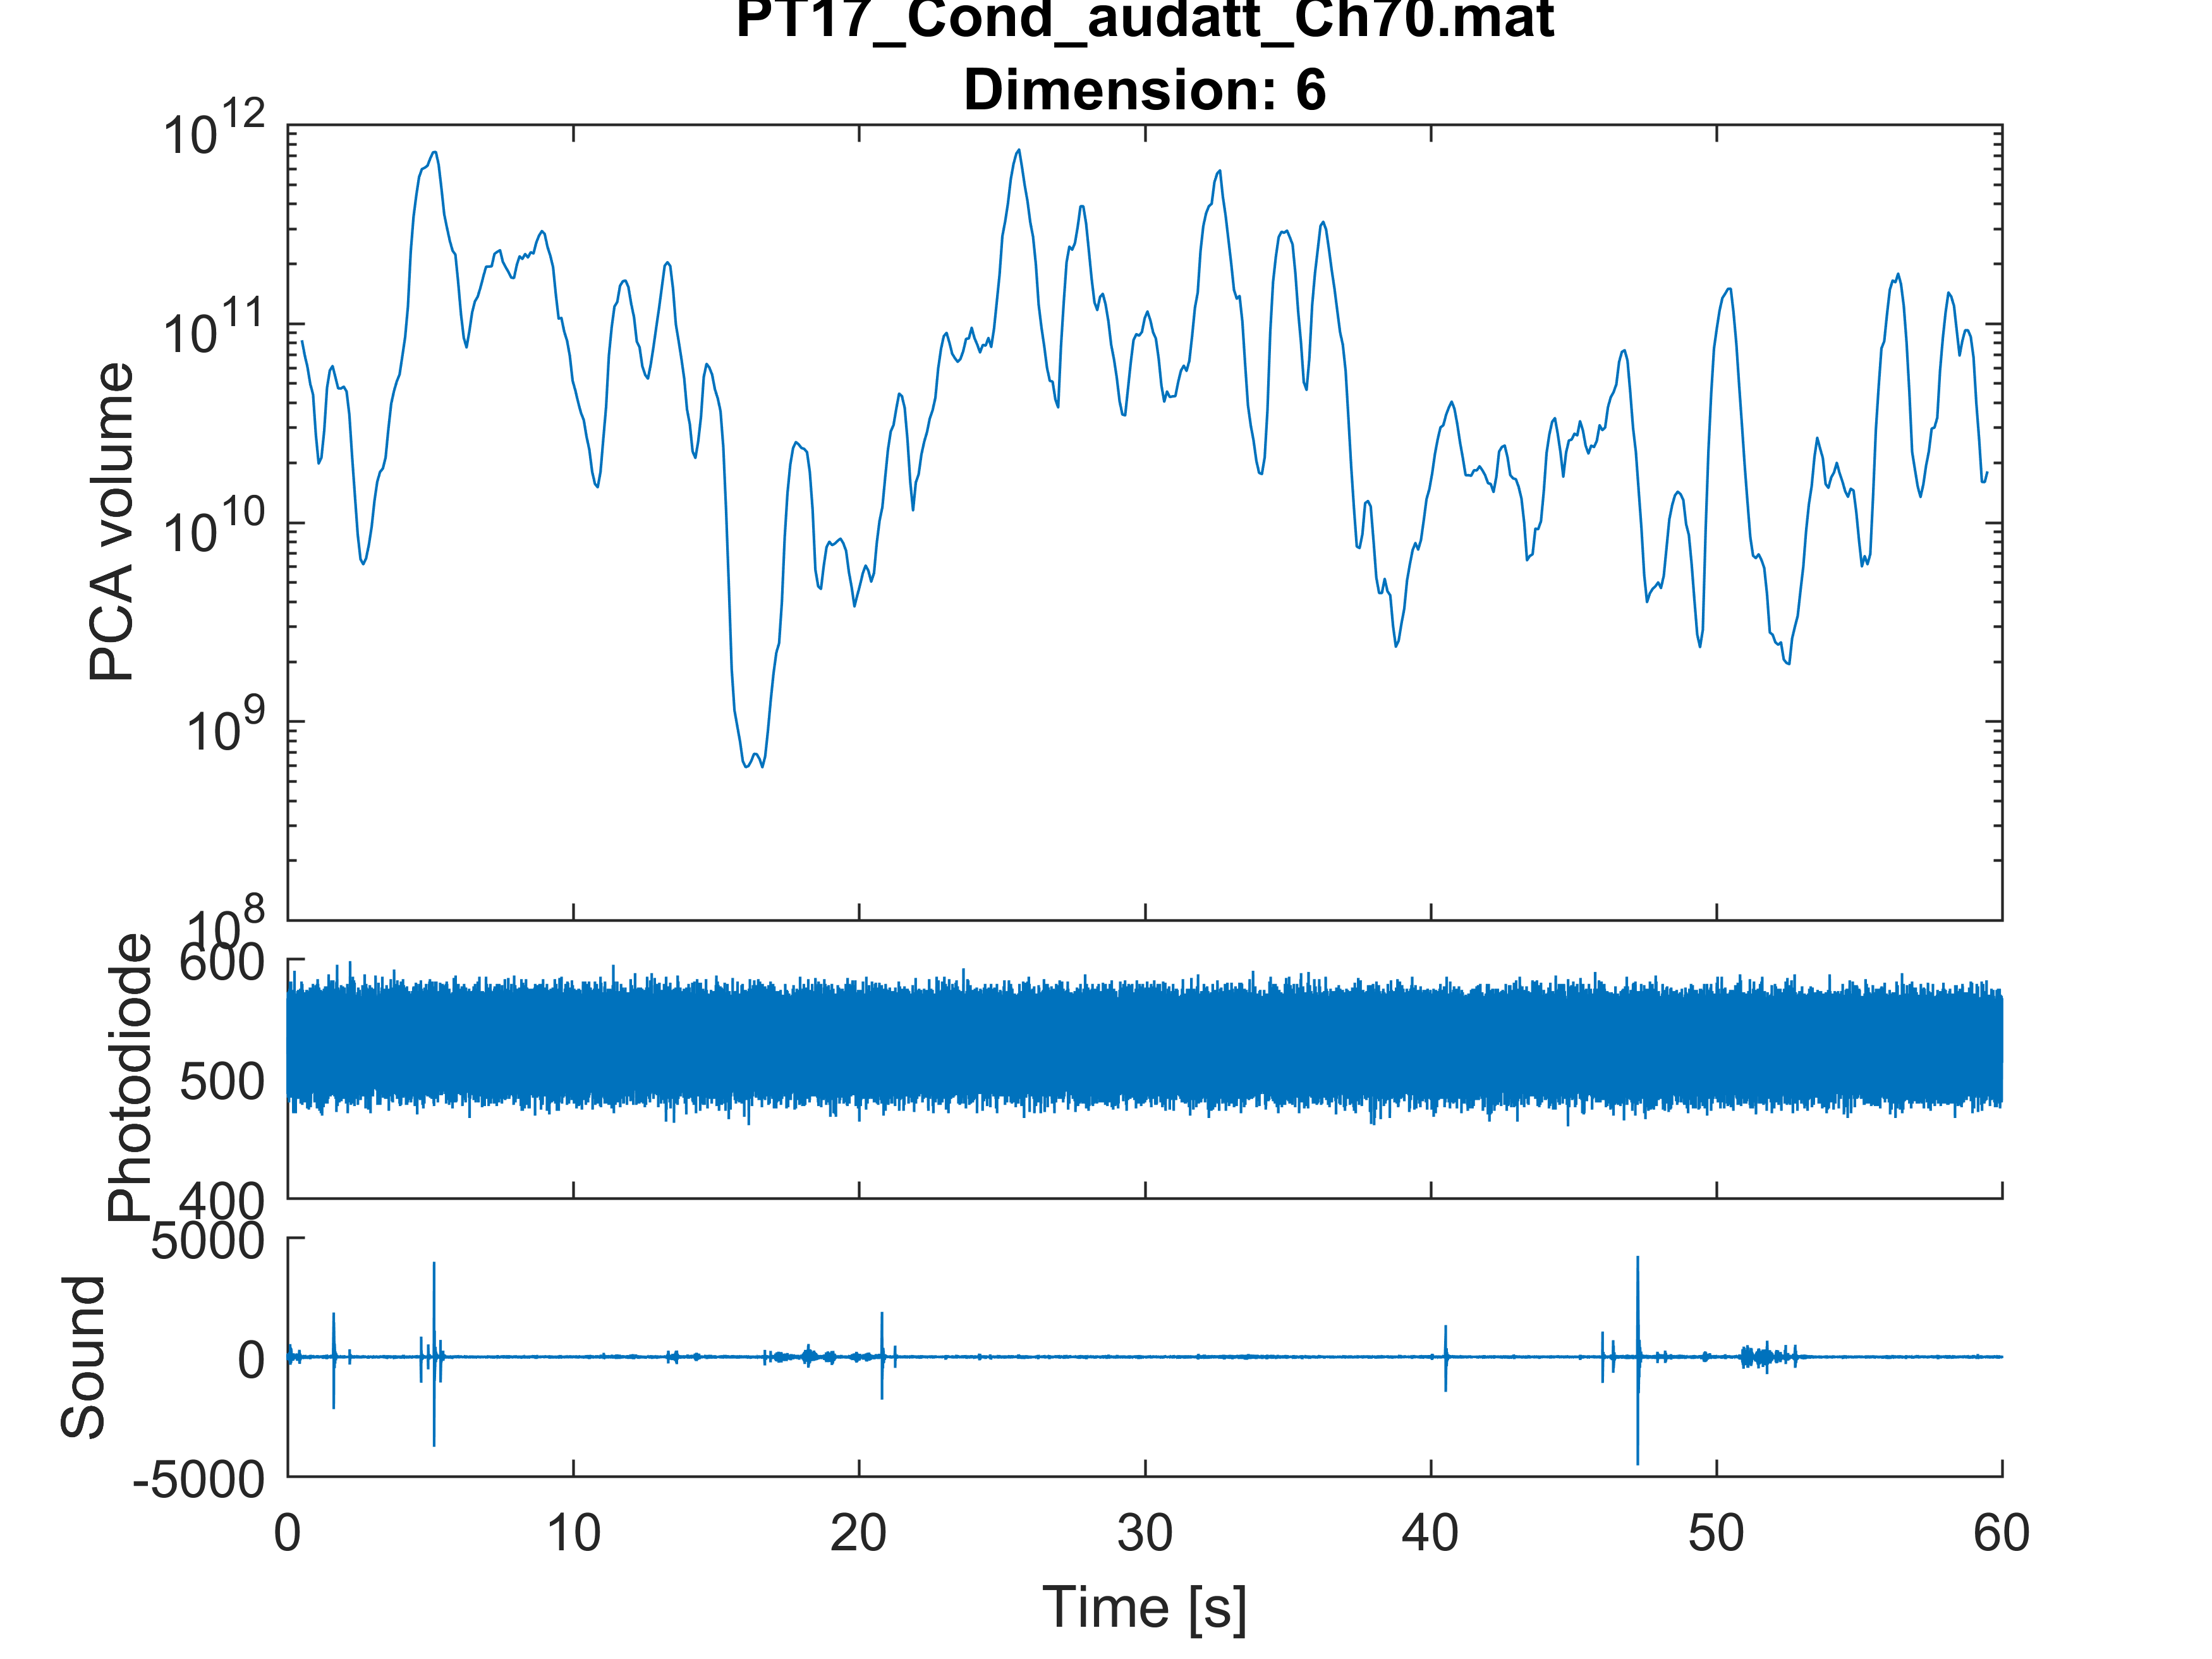 PT17_Cond_audatt_Ch70.mat
Dimension: 6
10^12
10^11
10^10
10^9
10^8
PCA volume
600
500
400
Photodiode
5000
0
-5000
Sound
0 10 20 30 40 50 60
Time [s]